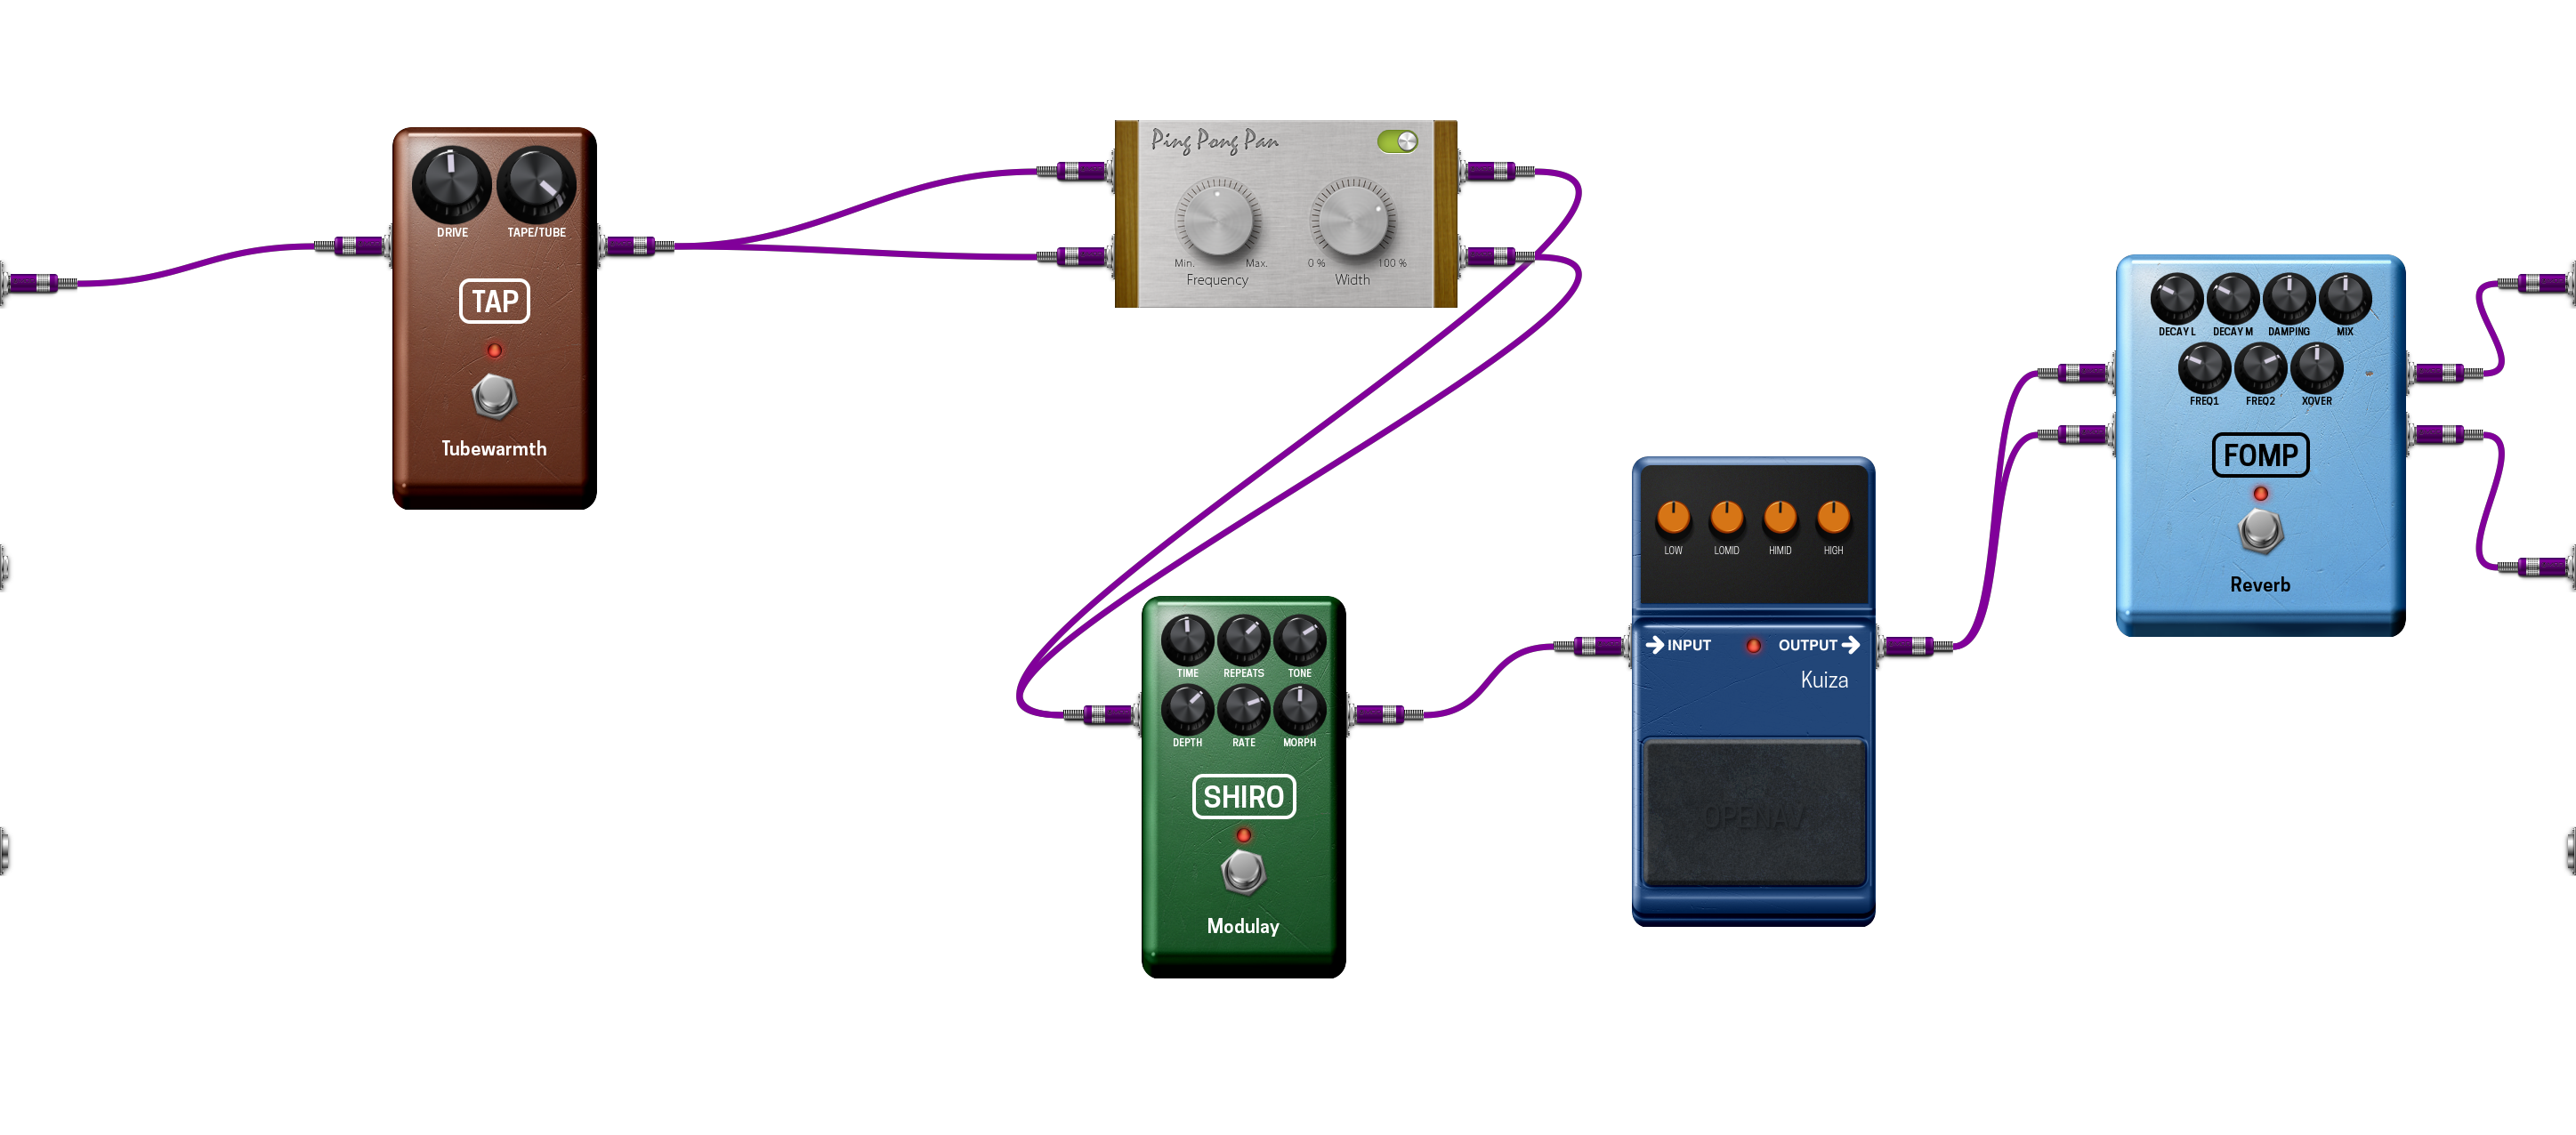 DRIVE TAPE/TUBE
TAP
Tubewarmth
Ping Pong Pan
Min. Max. 0 % 100 %
Frequency Width
TIME REPEATS TONE
DEPTH RATE MORPH
SHIRO
Modulay
LOW LOMID HIMID HIGH
INPUT OUTPUT
Kuiza
OPENAV
DECAY L DECAY M DAMPING MIX
FREQ1 FREQ2 XOVER
FOMP
Reverb